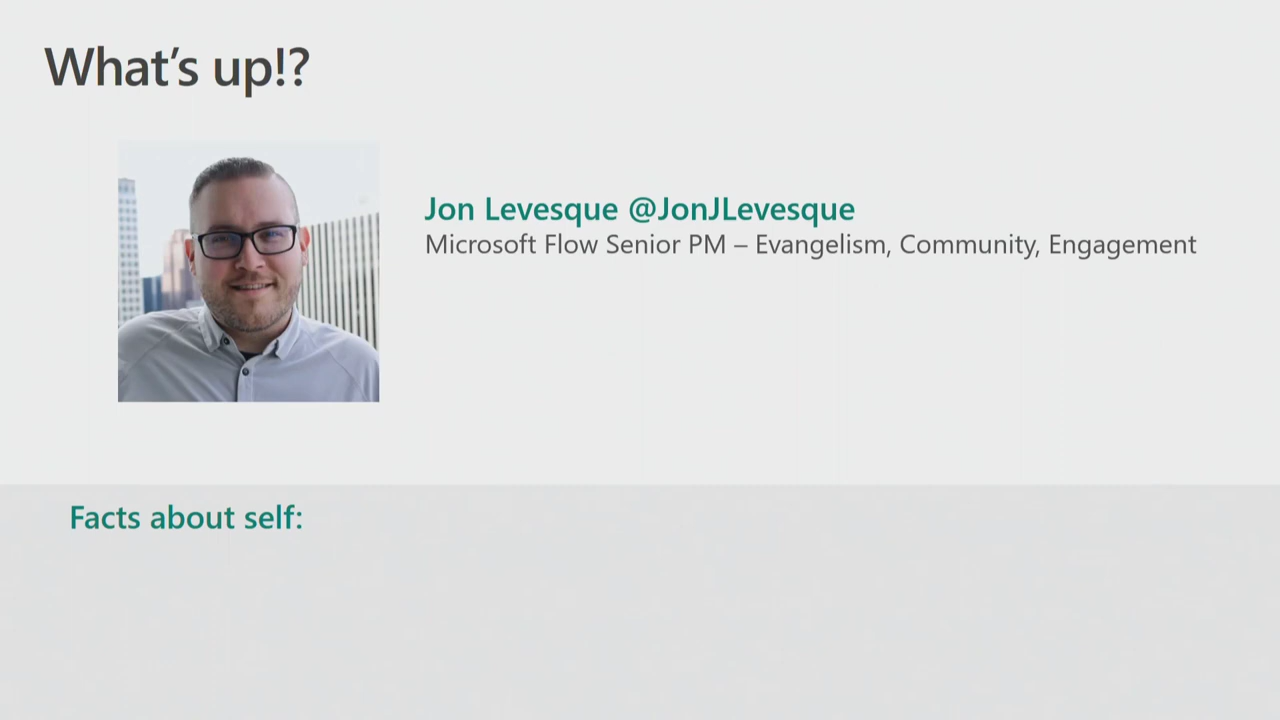 What's up!?
Jon Levesque @JonJLevesque
Microsoft Flow Senior PM – Evangelism, Community, Engagement
Facts about self: